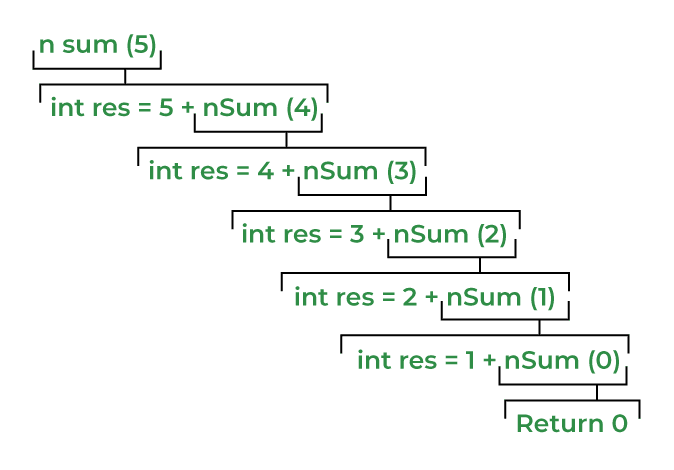 n sum (5)
int res = 5 + nSum (4)
int res = 4 + nSum (3)
int res = 3 + nSum (2)
int res = 2 + nSum (1)
int res = 1 + nSum (0)
Return 0